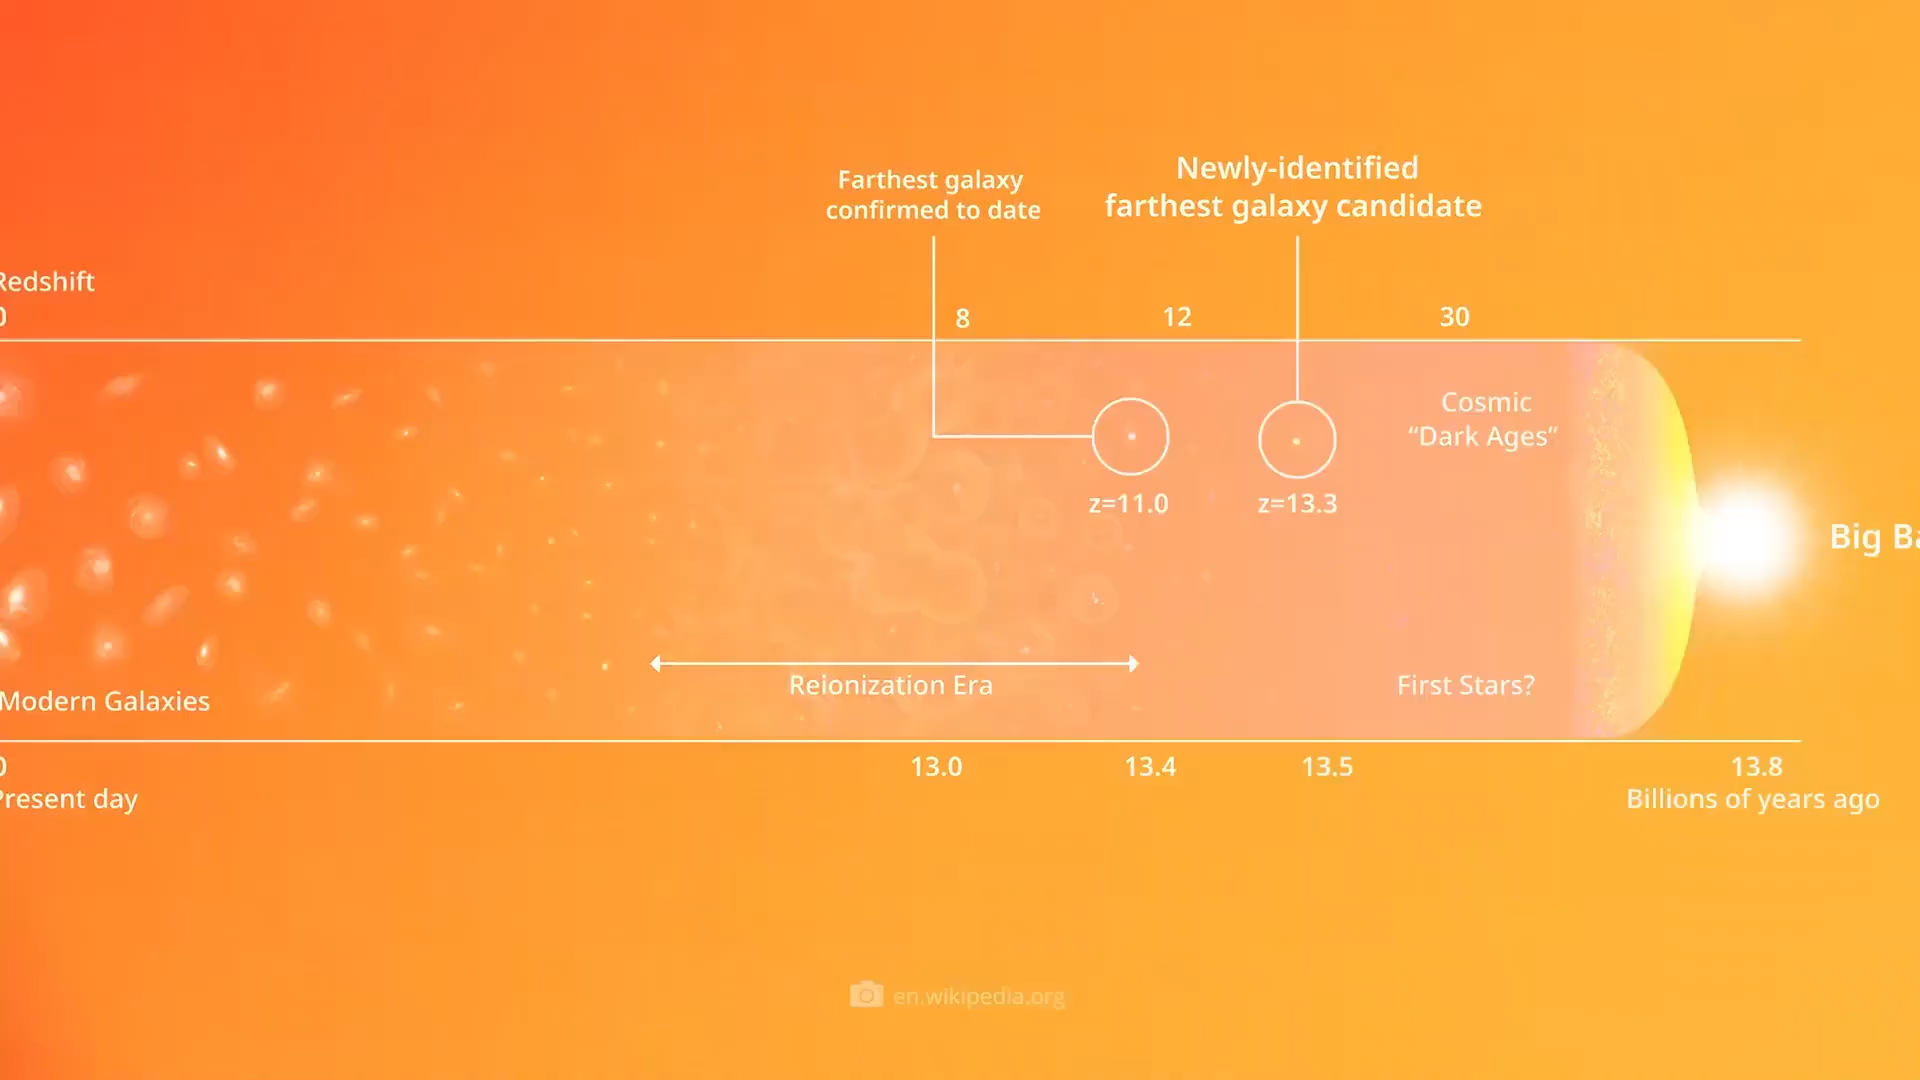 Farthest galaxy
confirmed to date
Newly-identified
farthest galaxy candidate
Redshift
0 8 12 30
Cosmic
“Dark Ages”
z=11.0 z=13.3
Reionization Era
First Stars?
Modern Galaxies
Big Ba
0 13.0 13.4 13.5 13.8
Present day
Billions of years ago
en.wikipedia.org